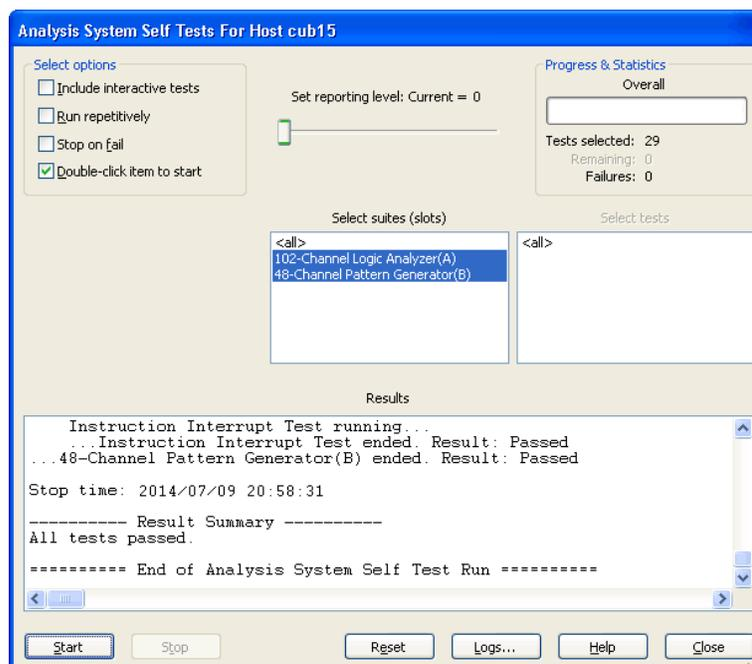 Analysis System Self Tests For Host cub15
Select options
Include interactive tests
Run repetitively
Stop on fail
Double-click item to start
Set reporting level: Current = 0
Progress & Statistics
Overall
Tests selected: 29
Remaining: 0
Failures: 0
Select suites (slots)
<all>
102-Channel Logic Analyzer(A)
48-Channel Pattern Generator(B)
Select tests
<all>
Results
Instruction Interrupt Test running...
...Instruction Interrupt Test ended. Result: Passed
...48-Channel Pattern Generator(B) ended. Result: Passed
Stop time: 2014/07/09 20:58:31
---------- Result Summary ----------
All tests passed.
========== End of Analysis System Self Test Run ==========
Start
Stop
Reset
Logs...
Help
Close